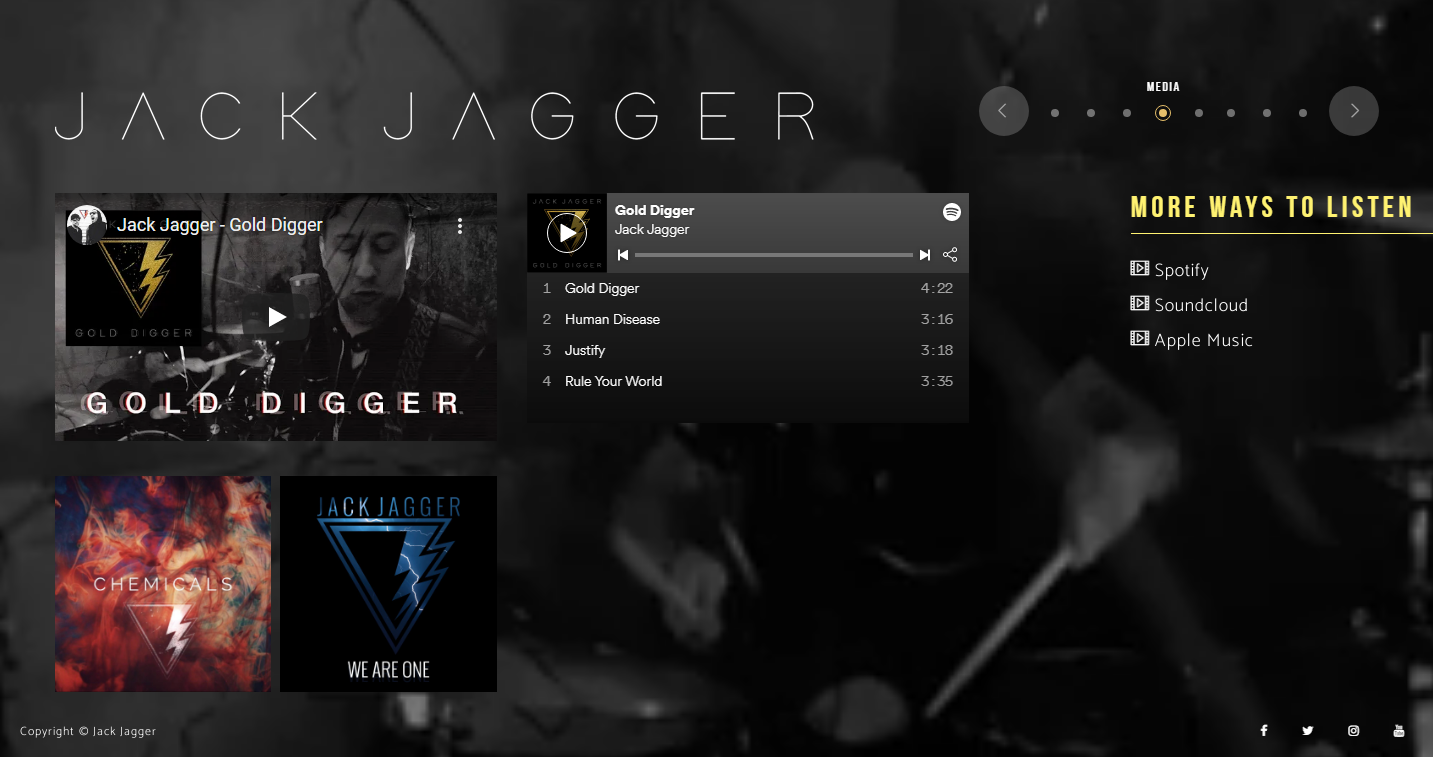 JACK JAGGER
MEDIA
Jack Jagger - Gold Digger
GOLD DIGGER
GOLD DIGGER
JACK JAGGER
GOLD DIGGER
Gold Digger
Jack Jagger
1 Gold Digger 4:22
2 Human Disease 3:16
3 Justify 3:18
4 Rule Your World 3:35
MORE WAYS TO LISTEN
Spotify
Soundcloud
Apple Music
CHEMICALS
JACK JAGGER
WE ARE ONE
Copyright © Jack Jagger